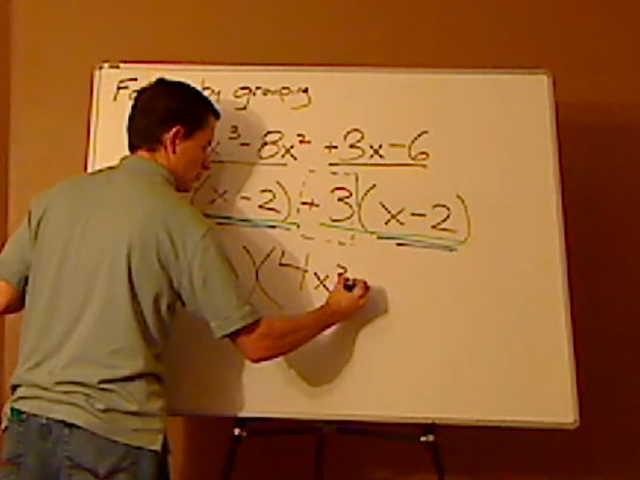 by grouping
x³-8x² +3x-6
(x-2) + 3(x-2)
)(4x²